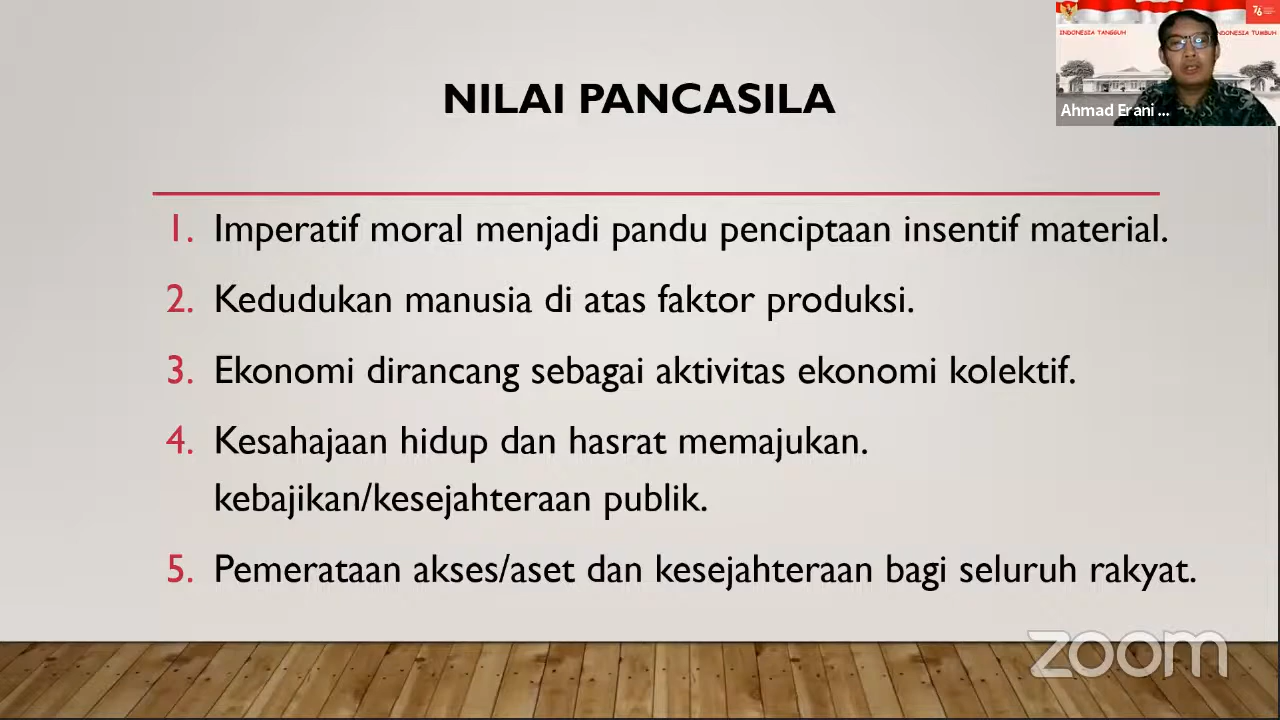 NILAI PANCASILA
1. Imperatif moral menjadi pandu penciptaan insentif material.
2. Kedudukan manusia di atas faktor produksi.
3. Ekonomi dirancang sebagai aktivitas ekonomi kolektif.
4. Kesahajaan hidup dan hasrat memajukan.
kebajikan/kesejahteraan publik.
5. Pemerataan akses/aset dan kesejahteraan bagi seluruh rakyat.
INDONESIA TANGGUH
INDONESIA TUMBUH
76
Ahmad Erani ...
zoom